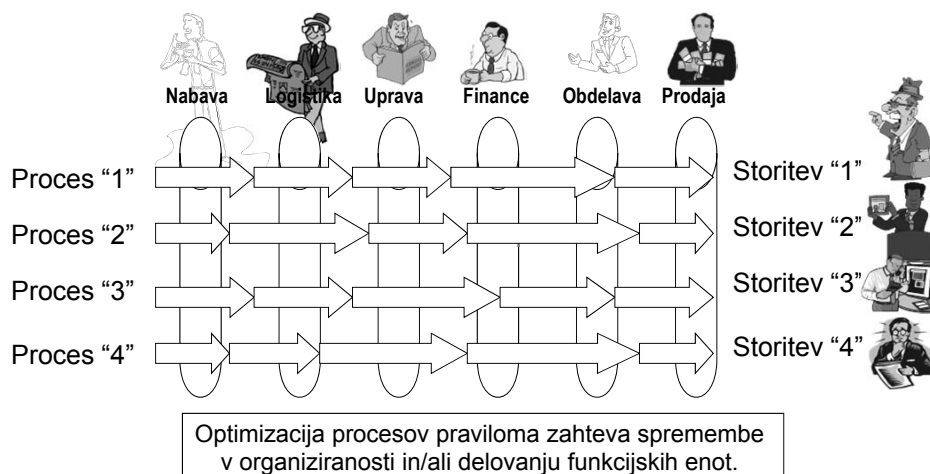 Nabava Logistika Uprava Finance Obdelava Prodaja
Proces “1” Storitev “1”
Proces “2” Storitev “2”
Proces “3” Storitev “3”
Proces “4” Storitev “4”
Optimizacija procesov praviloma zahteva spremembe
v organiziranosti in/ali delovanju funkcijskih enot.